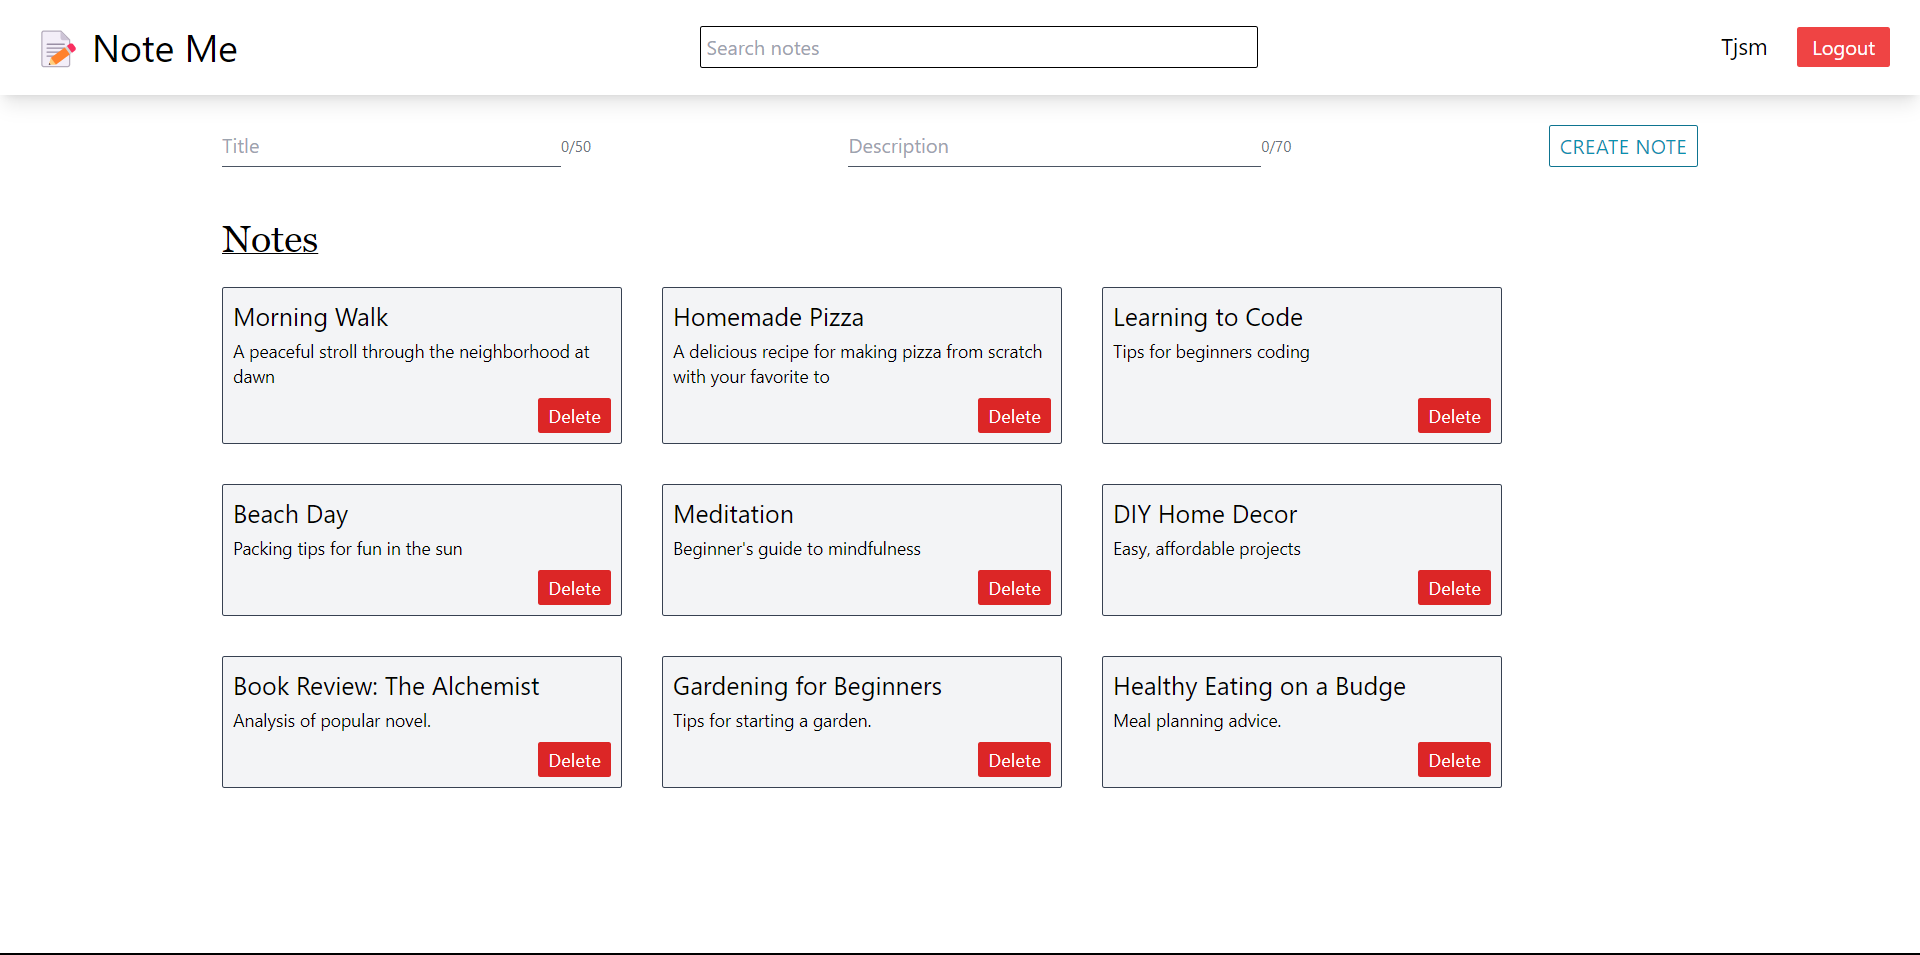 Note Me
Search notes
Tjsm
Logout
Title
0/50
Description
0/70
CREATE NOTE
Notes
Morning Walk
A peaceful stroll through the neighborhood at
dawn
Delete
Homemade Pizza
A delicious recipe for making pizza from scratch
with your favorite to
Delete
Learning to Code
Tips for beginners coding
Delete
Beach Day
Packing tips for fun in the sun
Delete
Meditation
Beginner's guide to mindfulness
Delete
DIY Home Decor
Easy, affordable projects
Delete
Book Review: The Alchemist
Analysis of popular novel.
Delete
Gardening for Beginners
Tips for starting a garden.
Delete
Healthy Eating on a Budge
Meal planning advice.
Delete